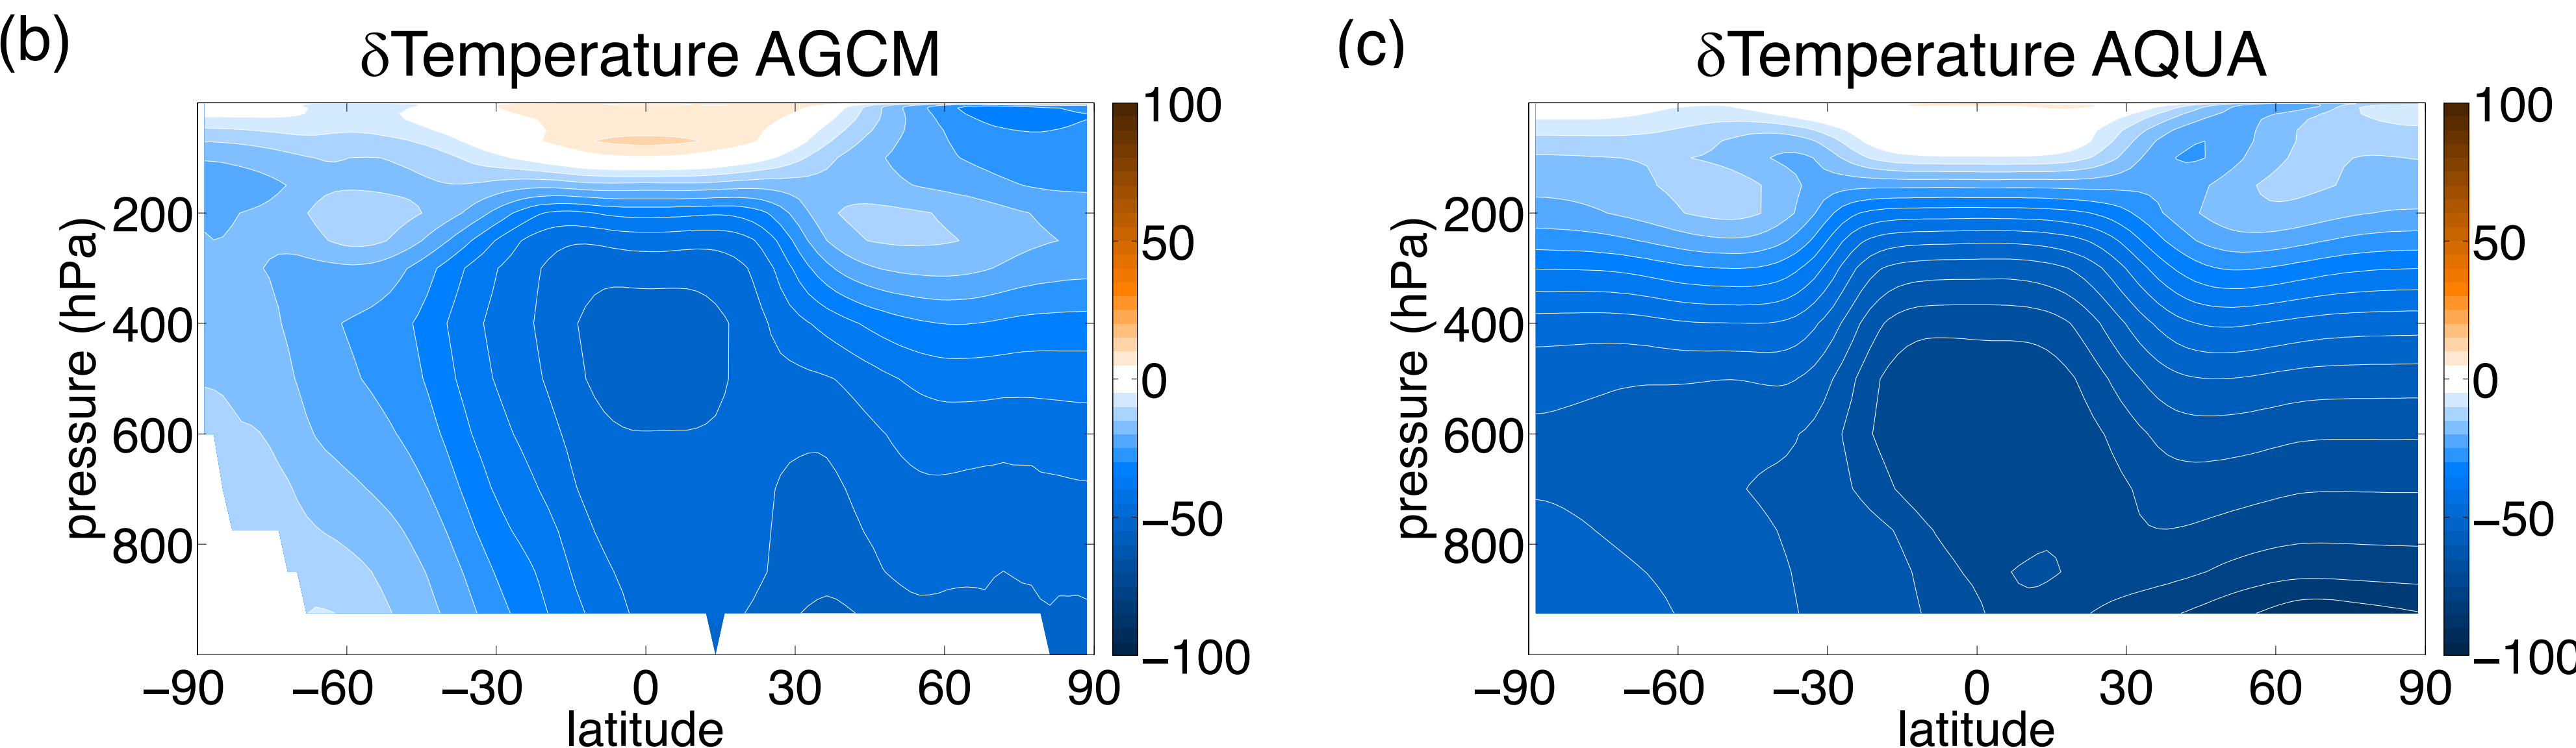 (b)
δTemperature AGCM
pressure (hPa)
200
400
600
800
−90 −60 −30 0 30 60 90
latitude
100
50
0
−50
−100
(c)
δTemperature AQUA
pressure (hPa)
200
400
600
800
−90 −60 −30 0 30 60 90
latitude
100
50
0
−50
−100